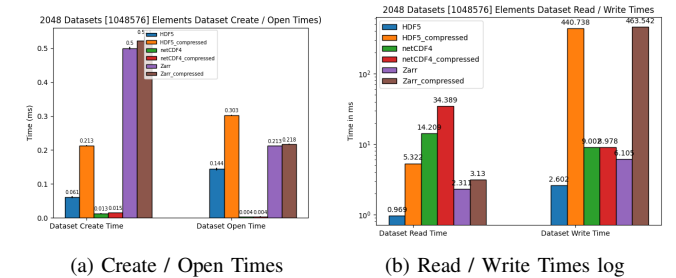 2048 Datasets [1048576] Elements Dataset Create / Open Times)
HDF5
HDF5_compressed
netCDF4
netCDF4_compressed
Zarr
Zarr_compressed
Time (ms)
0.5
0.4
0.3
0.2
0.1
0.0
0.061
0.213
0.013
0.015
0.5
0.5
0.144
0.303
0.004
0.004
0.213
0.218
Dataset Create Time
Dataset Open Time
(a) Create / Open Times
2048 Datasets [1048576] Elements Dataset Read / Write Times
HDF5
HDF5_compressed
netCDF4
netCDF4_compressed
Zarr
Zarr_compressed
Time in ms
10²
10¹
10⁰
0.969
5.322
14.209
34.389
2.311
3.13
2.602
440.738
9.002
8.978
6.105
463.542
Dataset Read Time
Dataset Write Time
(b) Read / Write Times log